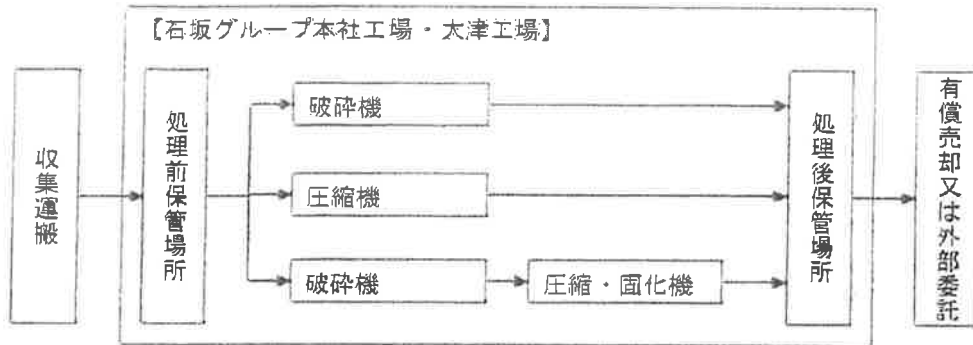 【石坂グループ本社工場・大津工場】
収集運搬
処理前保管場所
破砕機
圧縮機
破砕機
圧縮・固化機
処理後保管場所
有償売却又は外部委託